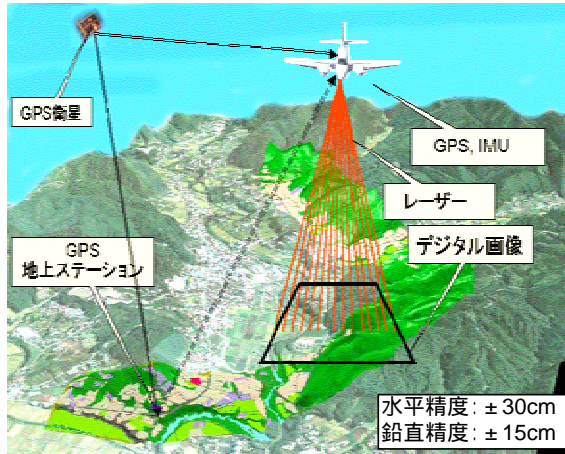 GPS衛星
GPS, IMU
レーザー
GPS
地上ステーション
デジタル画像
水平精度: ± 30cm
鉛直精度: ± 15cm